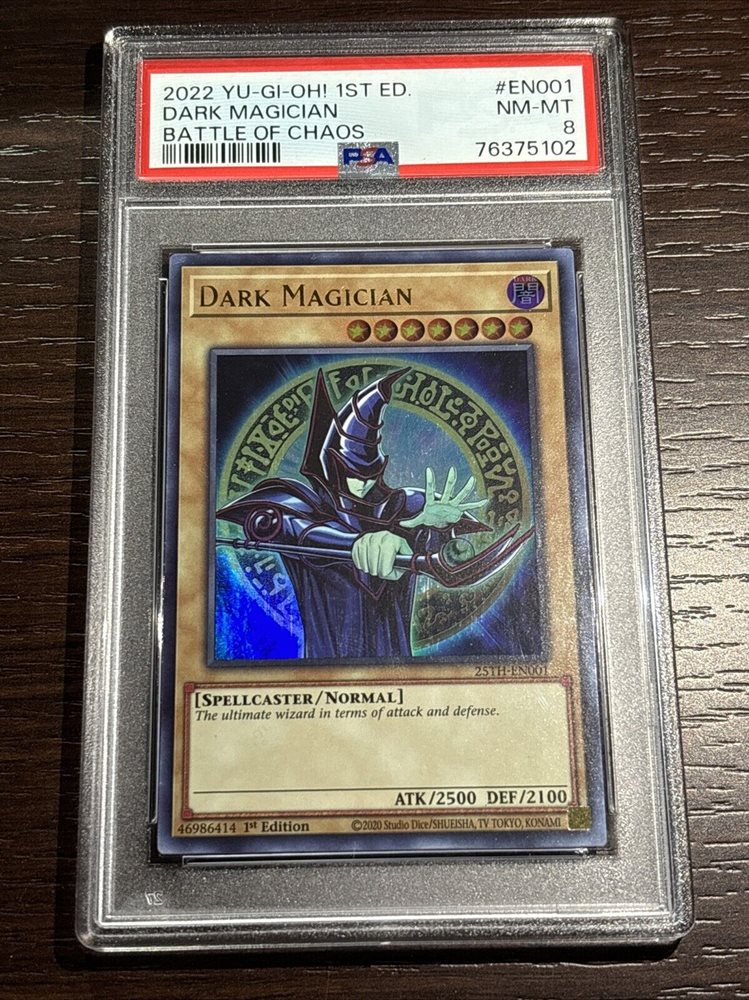 2022 YU-GI-OH! 1ST ED. #EN001
DARK MAGICIAN NM-MT
BATTLE OF CHAOS 8
PSA 76375102
DARK MAGICIAN
DARK
闇
25TH-EN001
[SPELLCASTER/NORMAL]
The ultimate wizard in terms of attack and defense.
ATK/2500 DEF/2100
46986414 1st Edition ©2020 Studio Dice/SHUEISHA, TV TOKYO, KONAMI